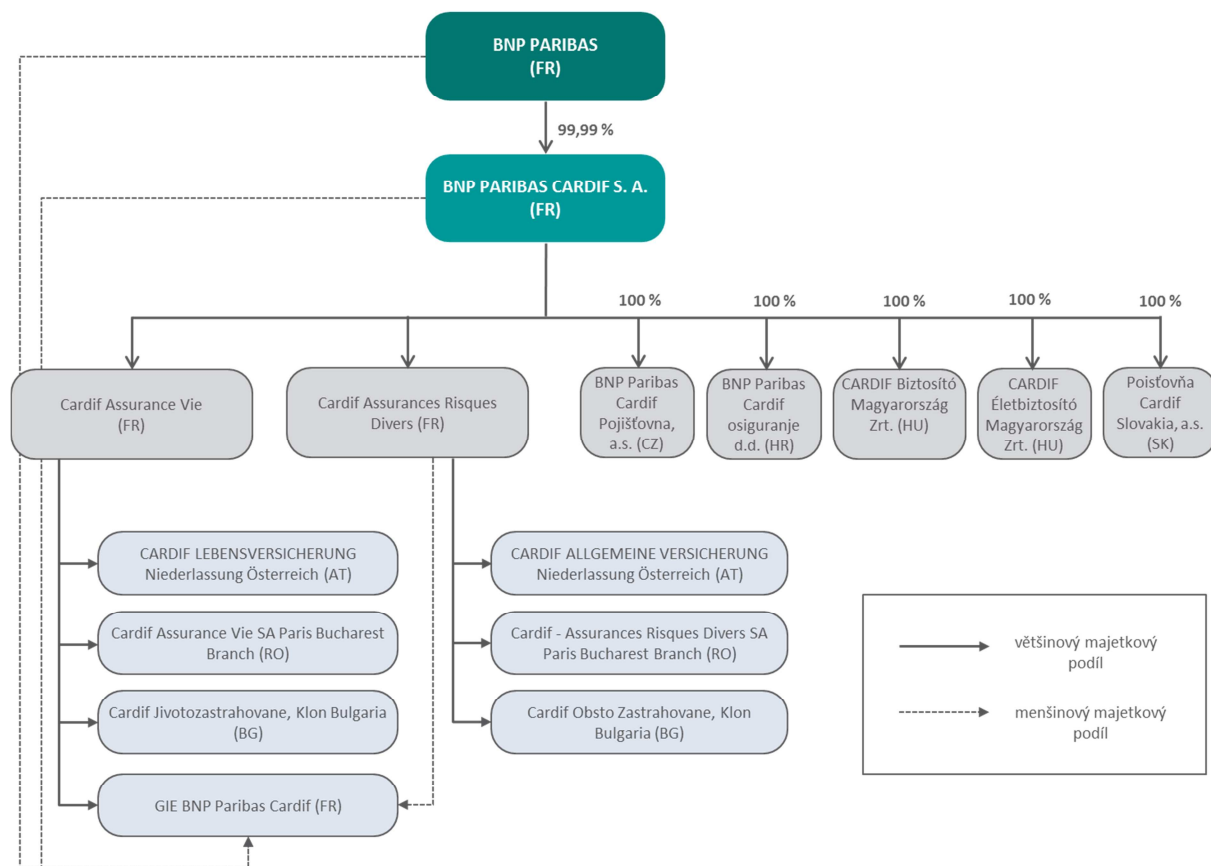 BNP PARIBAS
(FR)
99,99 %
BNP PARIBAS CARDIF S. A.
(FR)
100 %
100 %
100 %
100 %
100 %
Cardif Assurance Vie
(FR)
Cardif Assurances Risques
Divers (FR)
BNP Paribas
Cardif
Pojišťovna,
a.s. (CZ)
BNP Paribas
Cardif
osiguranje
d.d. (HR)
CARDIF Biztosító
Magyarország
Zrt. (HU)
CARDIF
Életbiztosító
Magyarország
Zrt. (HU)
Poisťovňa
Cardif
Slovakia, a.s.
(SK)
CARDIF LEBENSVERSICHERUNG
Niederlassung Österreich (AT)
Cardif Assurance Vie SA Paris Bucharest
Branch (RO)
Cardif Jivotozastrahovane, Klon Bulgaria
(BG)
GIE BNP Paribas Cardif (FR)
CARDIF ALLGEMEINE VERSICHERUNG
Niederlassung Österreich (AT)
Cardif - Assurances Risques Divers SA
Paris Bucharest Branch (RO)
Cardif Obsto Zastrahovane, Klon
Bulgaria (BG)
většinový majetkový
podíl
menšinový majetkový
podíl